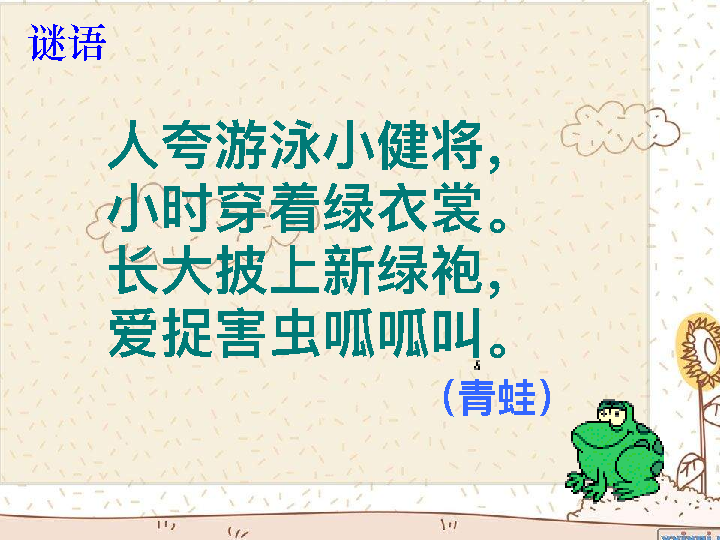 谜语
人夸游泳小健将，
小时穿着绿衣裳。
长大披上新绿袍，
爱捉害虫呱呱叫。
（青蛙）